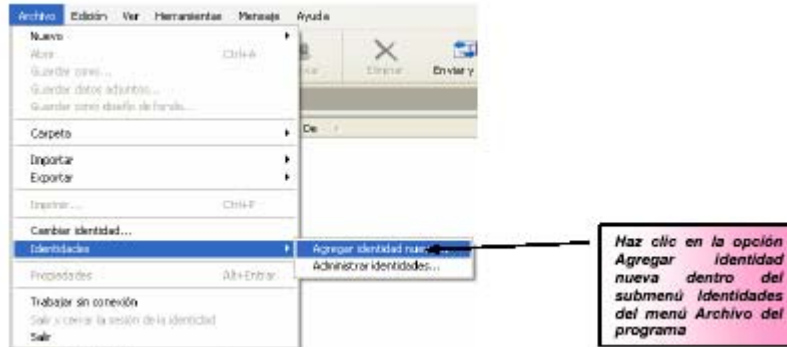 Archivo Edición Ver Herramientas Mensaje Ayuda
Nuevo
Abrir Ctrl+A
Guardar como...
Guardar datos adjuntos...
Guardar como diseño de fondo...
Eliminar Enviar y
Carpeta
De
Importar
Exportar
Imprimir... Ctrl+P
Cambiar identidad...
Identidades
Agregar identidad
Administrar identidades...
Propiedades Alt+Entrar
Trabajar sin conexión
Salir y cerrar la sesión de la identidad
Salir
Haz clic en la opción
Agregar identidad
nueva dentro del
submenú Identidades
del menú Archivo del
programa